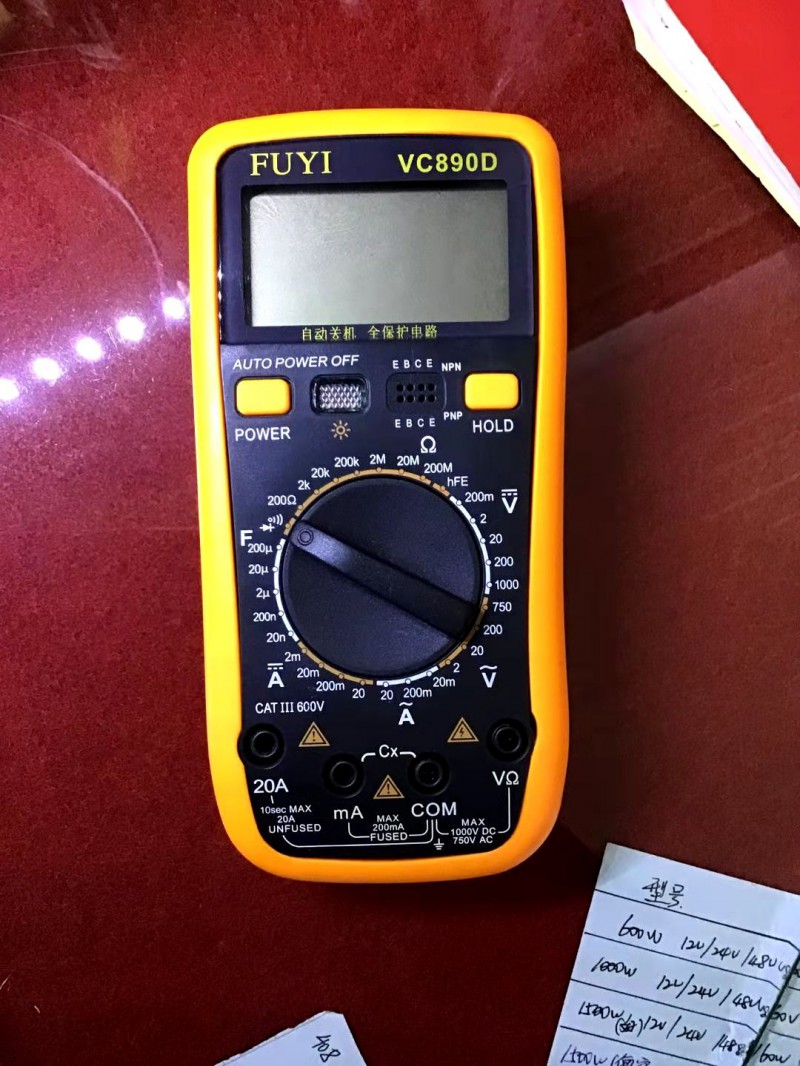 FUYI VC890D
自动关机 全保护电路
AUTO POWER OFF
E B C E NPN
POWER
E B C E PNP
HOLD
Ω
2k 20k 200k 2M 20M 200M hFE
200Ω
F
200µ
20µ
2µ
200n
20n
200m V
2
20
200
1000
750
200
20
2
20m
V
A
2m
20m
200m
20
20
200m
A
CAT III 600V
Cx
20A
mA
COM
VΩ
10sec MAX
20A
UNFUSED
MAX
200mA
FUSED
MAX
1000V DC
750V AC
型号
600W 12V/24V/48V
1000W 12V/24V/48V
1500W 12V/24V/48
1500W
408